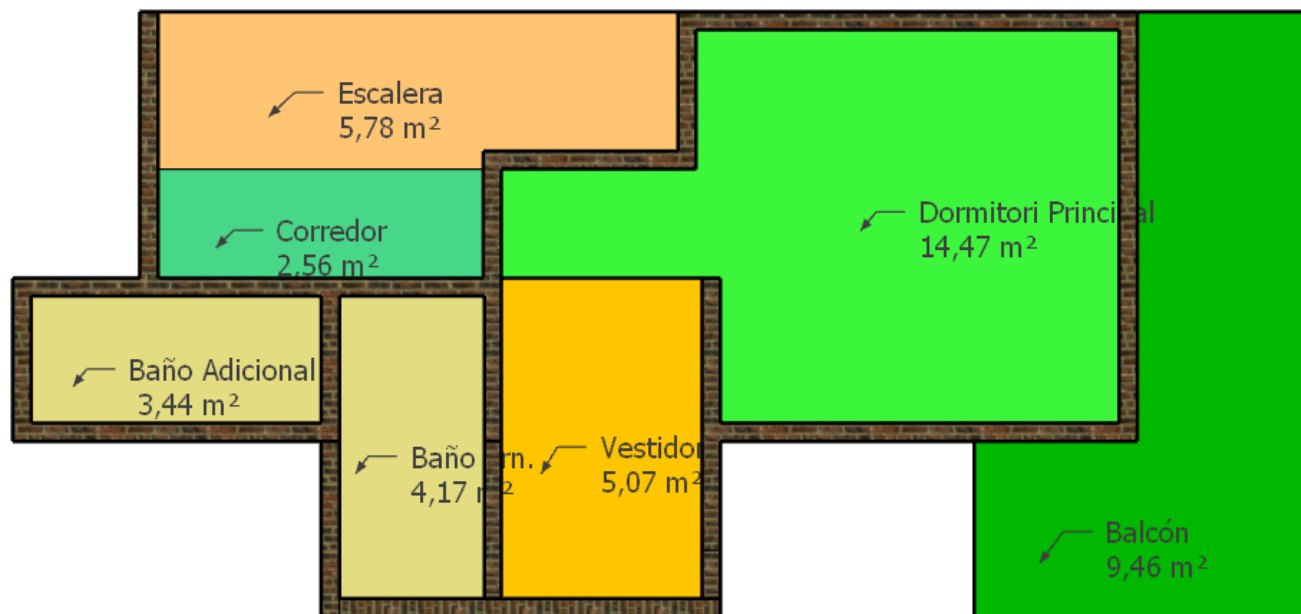 Escalera
5,78 m²
Corredor
2,56 m²
Dormitori Principal
14,47 m²
Baño Adicional
3,44 m²
Baño
4,17 m²
Vestidor
5,07 m²
Balcón
9,46 m²